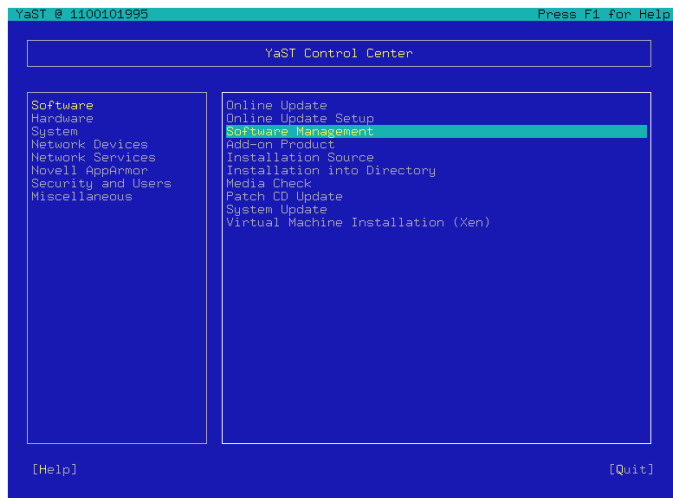 YaST @ 1100101995 Press F1 for Help
YaST Control Center
Software
Hardware
System
Network Devices
Network Services
Novell AppArmor
Security and Users
Miscellaneous
Online Update
Online Update Setup
Software Management
Add-on Product
Installation Source
Installation into Directory
Media Check
Patch CD Update
System Update
Virtual Machine Installation (Xen)
[Help] [Quit]